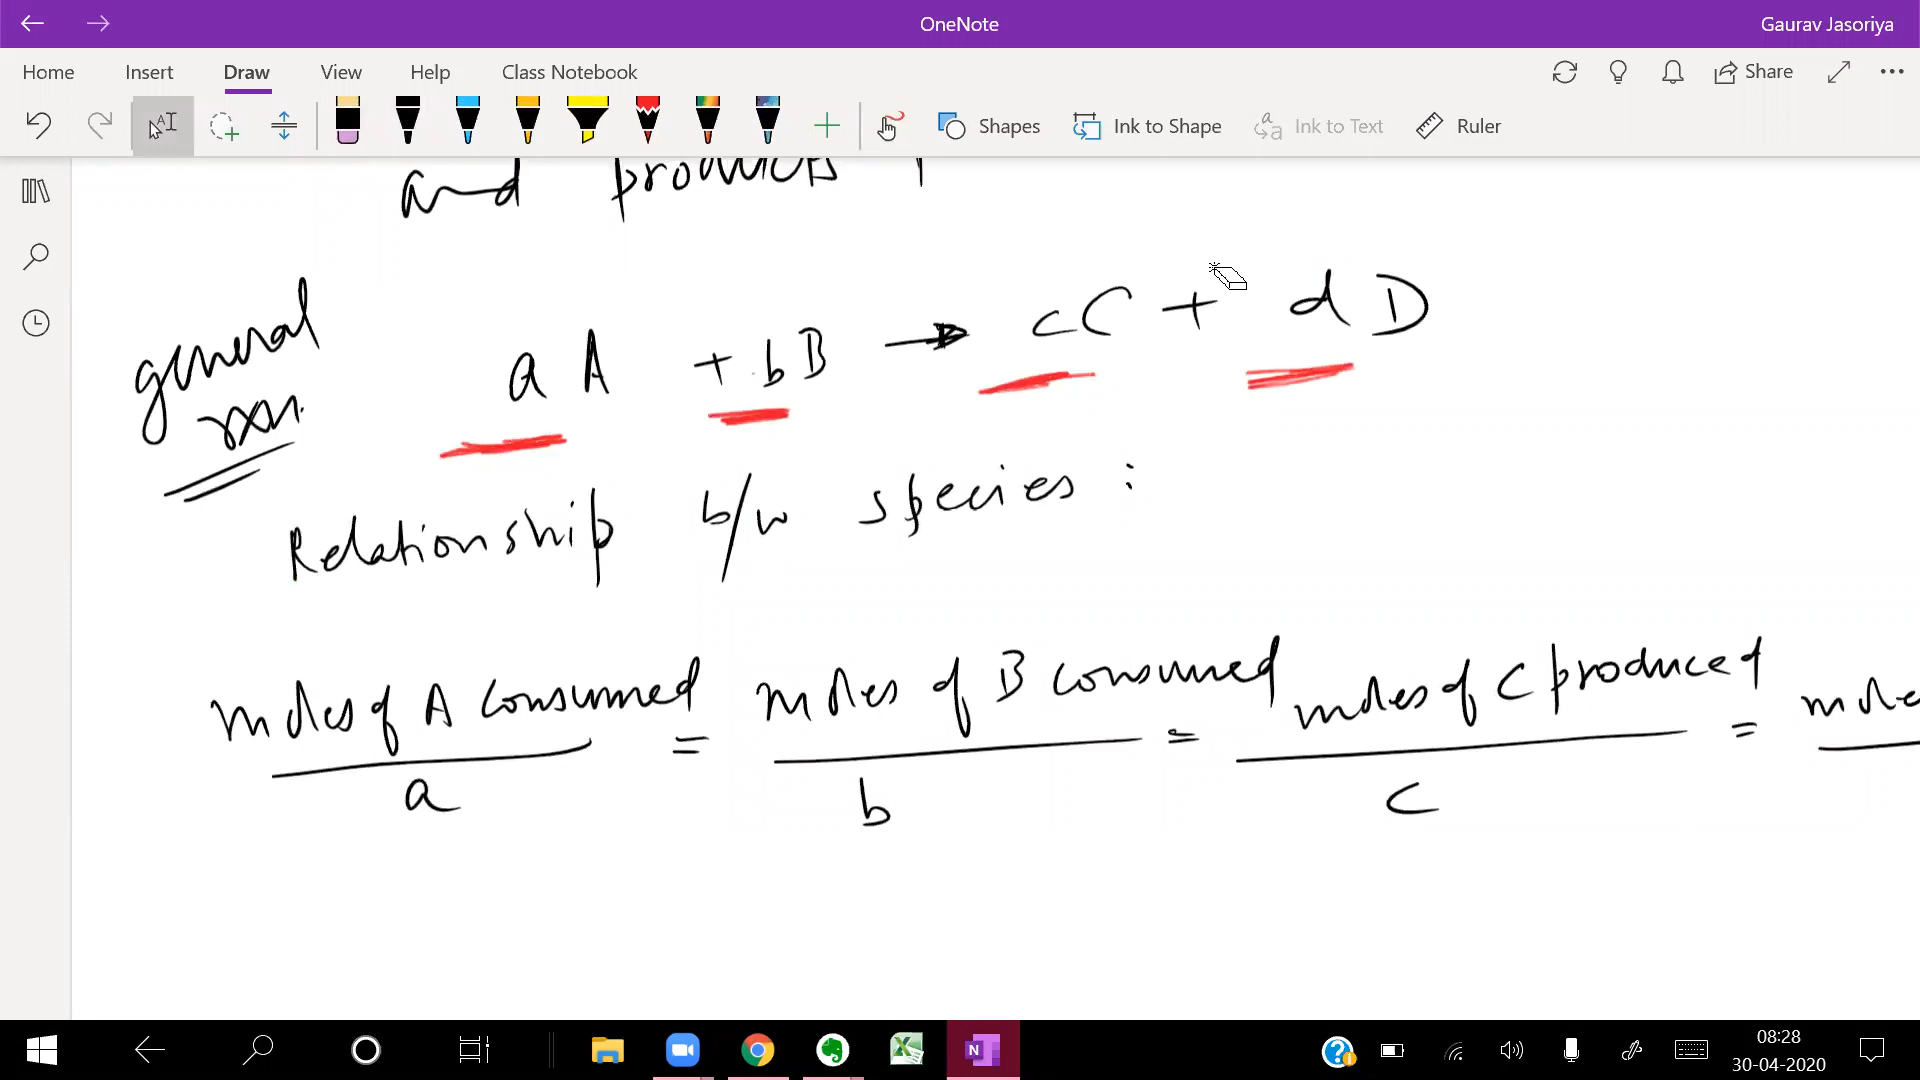 OneNote
Gaurav Jasoriya
Home Insert Draw View Help Class Notebook Share
Shapes Ink to Shape Ink to Text Ruler
and products
general
rxn.
a A + b B → cC + d D
Relationship b/w species :
moles of A consumed = moles of B consumed = moles of C produced = mole
a b c
08:28
30-04-2020